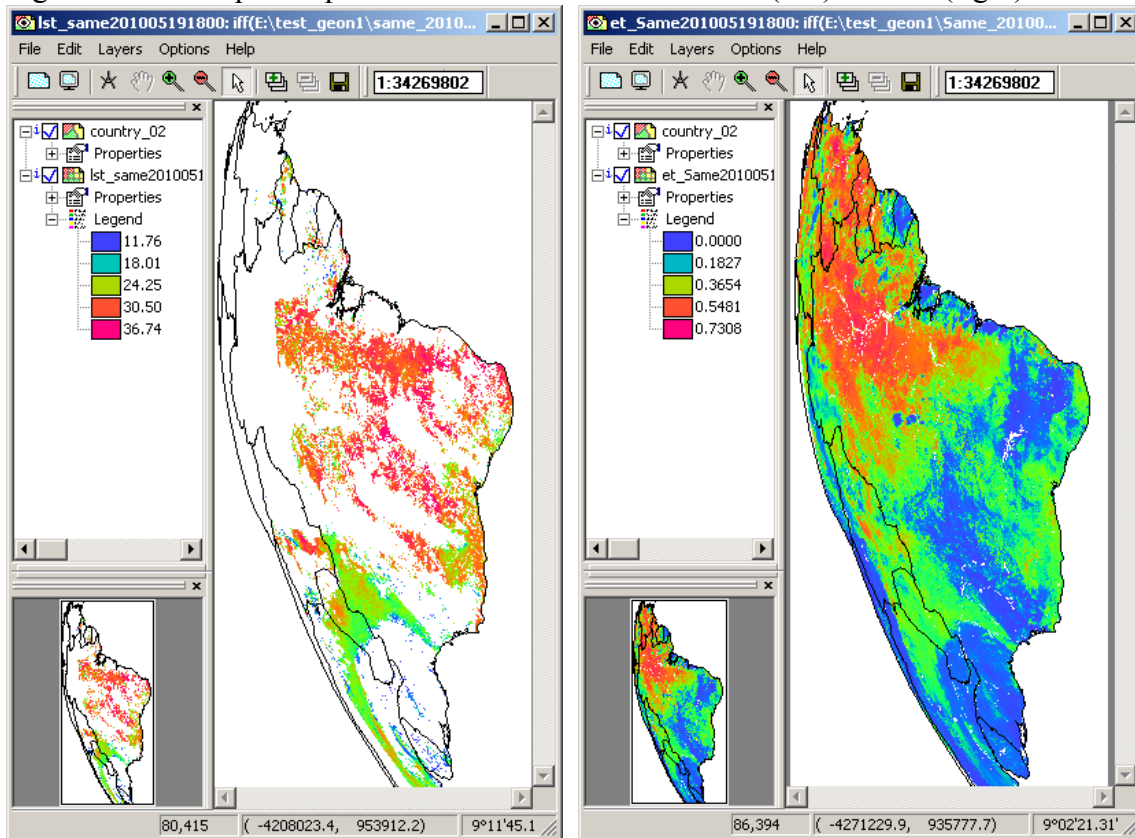 lst_same201005191800: iff(E:\test_geon1\same_2010...
File Edit Layers Options Help
1:34269802
country_02
Properties
lst_same2010051
Properties
Legend
11.76
18.01
24.25
30.50
36.74
80,415 ( -4208023.4, 953912.2) 9°11'45.1
et_Same201005191800: iff(E:\test_geon1\Same_20100...
File Edit Layers Options Help
1:34269802
country_02
Properties
et_Same2010051
Properties
Legend
0.0000
0.1827
0.3654
0.5481
0.7308
86,394 ( -4271229.9, 935777.7) 9°02'21.31'